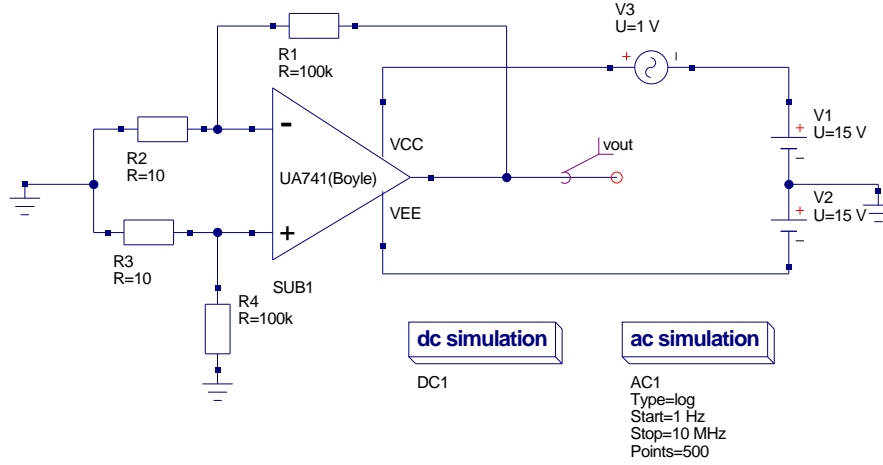 V3
U=1 V
R1
R=100k
V1
U=15 V
R2
R=10
VCC
vout
UA741(Boyle)
VEE
V2
U=15 V
R3
R=10
SUB1
R4
R=100k
dc simulation
ac simulation
DC1
AC1
Type=log
Start=1 Hz
Stop=10 MHz
Points=500